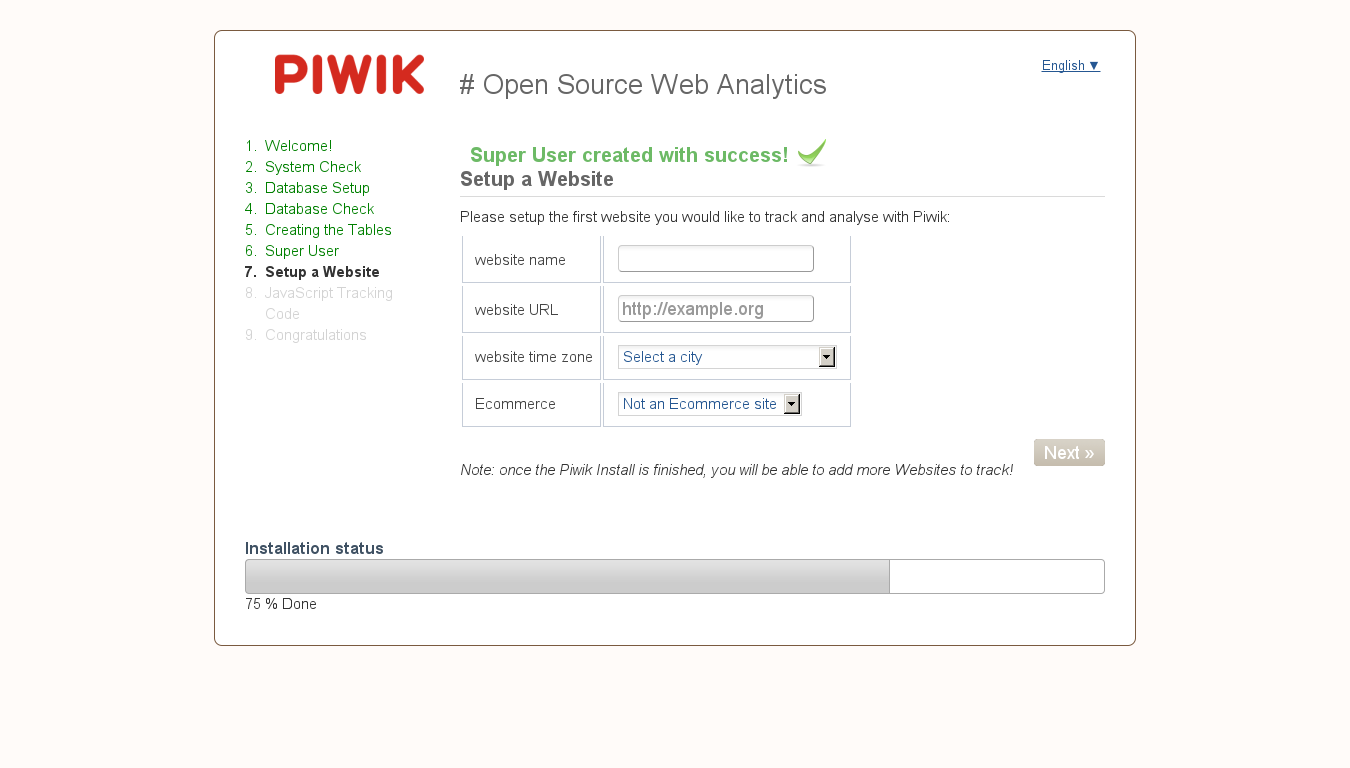 PIWIK
# Open Source Web Analytics
English ▼
1. Welcome!
2. System Check
3. Database Setup
4. Database Check
5. Creating the Tables
6. Super User
7. Setup a Website
8. JavaScript Tracking
Code
9. Congratulations
Super User created with success!
Setup a Website
Please setup the first website you would like to track and analyse with Piwik:
website name
website URL http://example.org
website time zone Select a city
Ecommerce Not an Ecommerce site
Next »
Note: once the Piwik Install is finished, you will be able to add more Websites to track!
Installation status
75 % Done